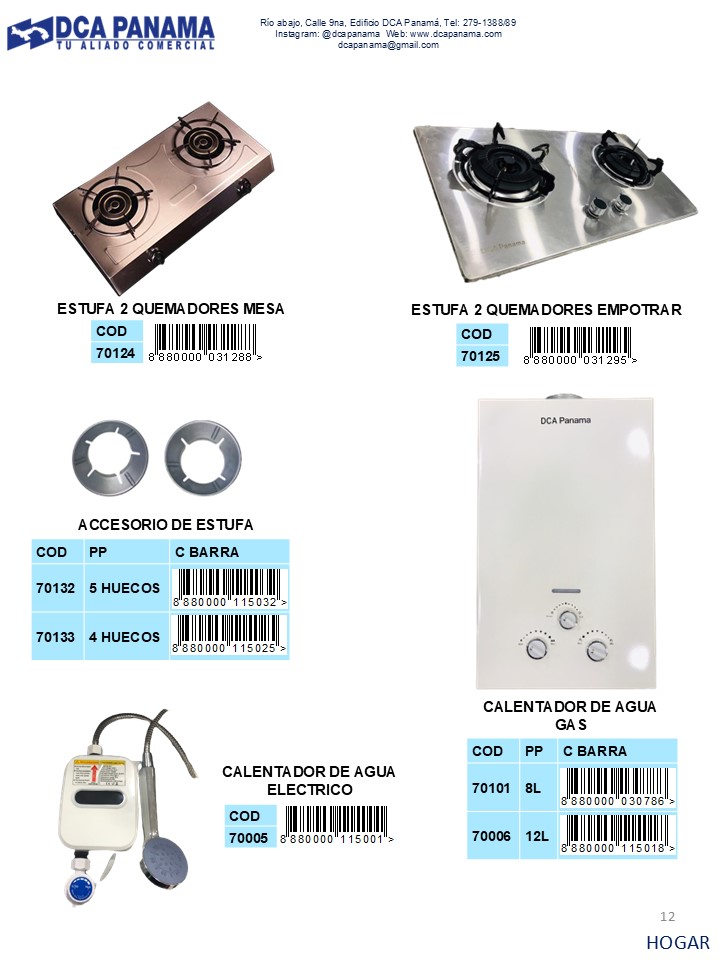 DCA PANAMA
TU ALIADO COMERCIAL
Río abajo, Calle 9na, Edificio DCA Panamá, Tel: 279-1388/89
Instagram: @dcapanama Web: www.dcapanama.com
dcapanama@gmail.com
ESTUFA 2 QUEMADORES MESA
COD
70124
8 880000 031288 >
DCA Panama
ESTUFA 2 QUEMADORES EMPOTRAR
COD
70125
8 880000 031295 >
ACCESORIO DE ESTUFA
COD PP C BARRA
70132 5 HUECOS 8 880000 115032 >
70133 4 HUECOS 8 880000 115025 >
DCA Panama
CALENTADOR DE AGUA
GAS
COD PP C BARRA
70101 8L 8 880000 030786 >
70006 12L 8 880000 115018 >
CALENTADOR DE AGUA
ELECTRICO
COD
70005
8 880000 115001 >
12
HOGAR